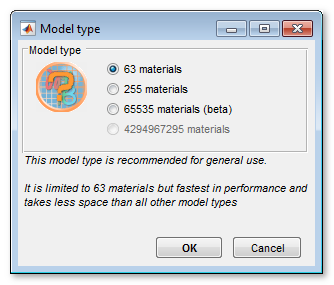 Model type
Model type
63 materials
255 materials
65535 materials (beta)
4294967295 materials
This model type is recommended for general use.
It is limited to 63 materials but fastest in performance and
takes less space than all other model types
OK
Cancel